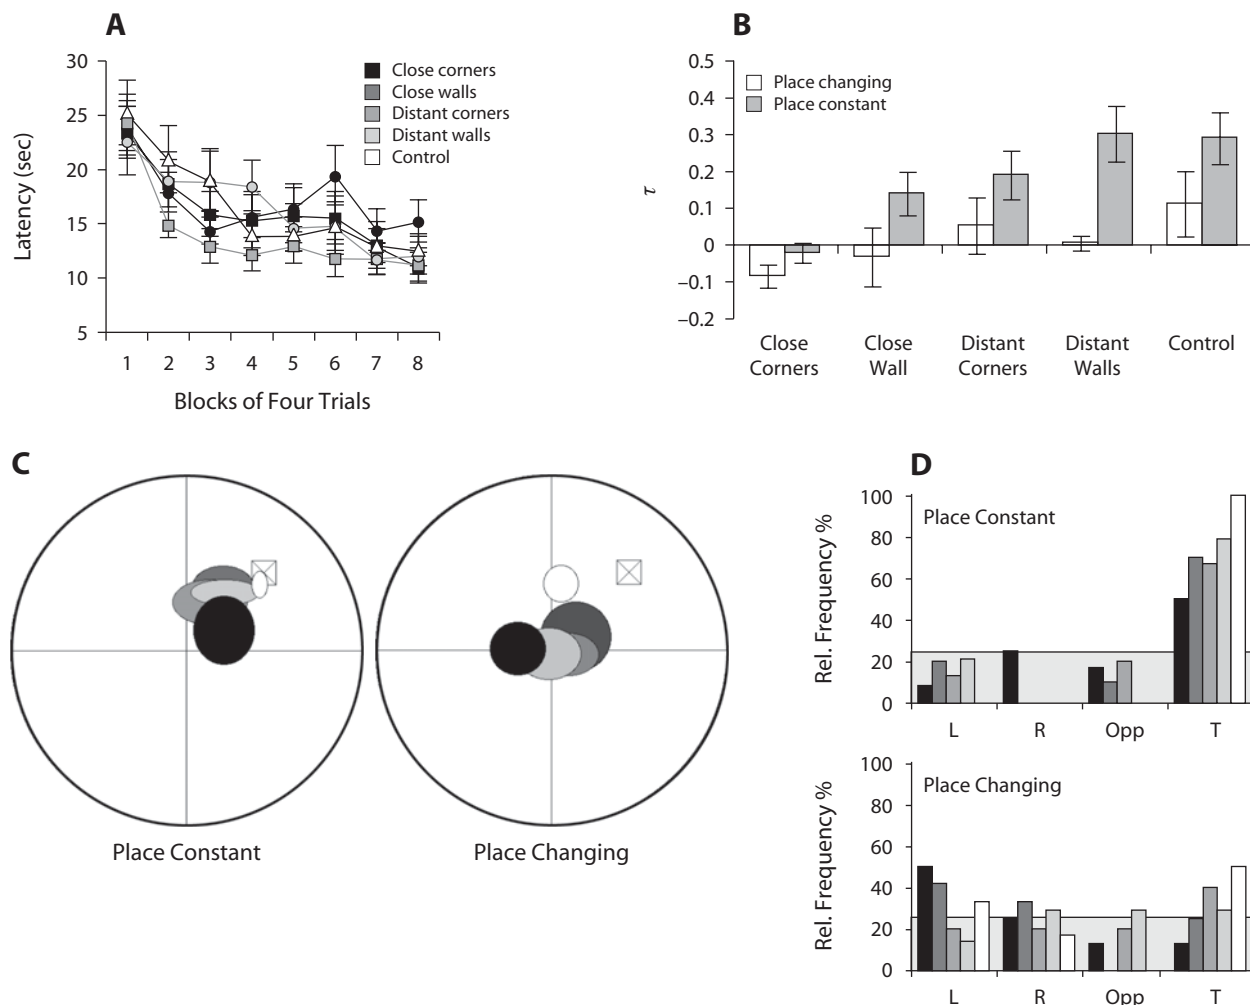 A
30
25
20
15
10
5
Latency (sec)
Close corners
Close walls
Distant corners
Distant walls
Control
1 2 3 4 5 6 7 8
Blocks of Four Trials
B
0.5
0.4
0.3
0.2
0.1
0
–0.1
–0.2
τ
Place changing
Place constant
Close Corners
Close Wall
Distant Corners
Distant Walls
Control
C
Place Constant
Place Changing
D
100
80
60
40
20
0
Rel. Frequency %
Place Constant
L R Opp T
100
80
60
40
20
0
Rel. Frequency %
Place Changing
L R Opp T